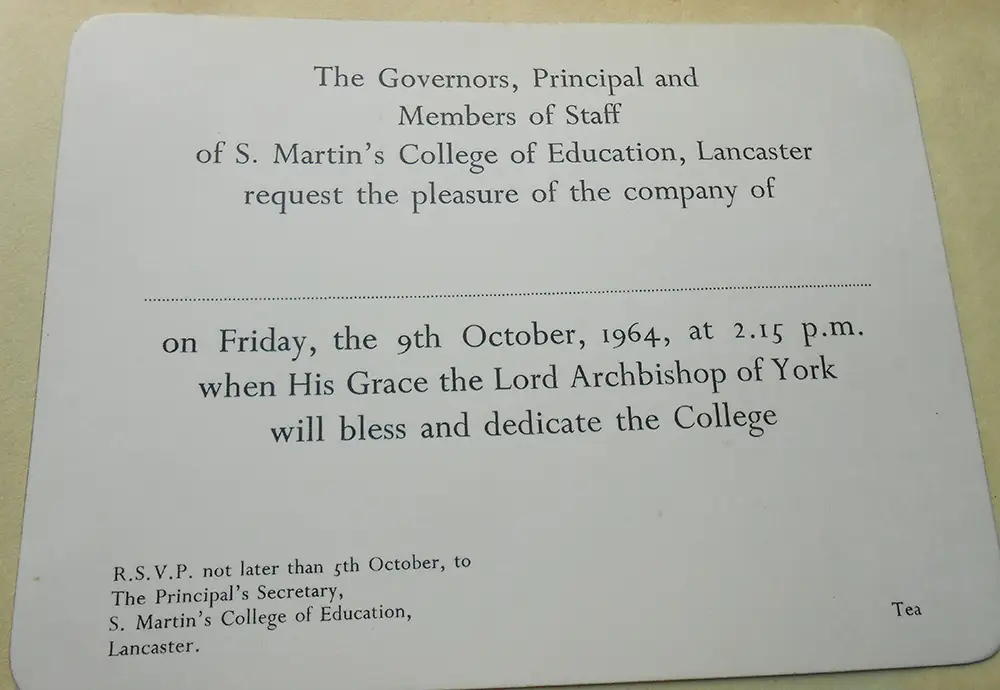 The Governors, Principal and
Members of Staff
of S. Martin's College of Education, Lancaster
request the pleasure of the company of
on Friday, the 9th October, 1964, at 2.15 p.m.
when His Grace the Lord Archbishop of York
will bless and dedicate the College
R.S.V.P. not later than 5th October, to
The Principal's Secretary,
S. Martin's College of Education,
Lancaster.
Tea